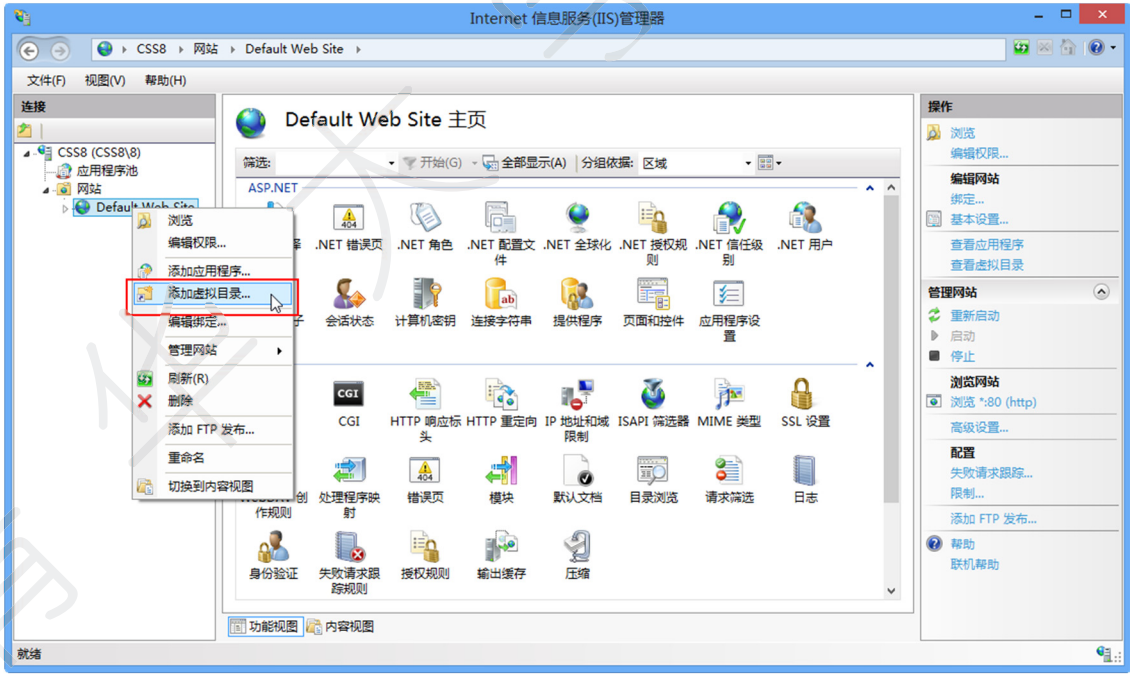 Internet 信息服务(IIS)管理器
CSS8 网站 Default Web Site
文件(F) 视图(V) 帮助(H)
连接
CSS8 (CSS8\8)
应用程序池
网站
Default Web Site
浏览
编辑权限...
添加应用程序...
添加虚拟目录...
编辑绑定...
管理网站
刷新(R)
删除
添加 FTP 发布...
重命名
切换到内容视图
Default Web Site 主页
筛选: 开始(G) 全部显示(A) 分组依据: 区域
ASP.NET
.NET 错误页 .NET 角色 .NET 配置文件 .NET 全球化 .NET 授权规则 .NET 信任级别 .NET 用户
会话状态 计算机密钥 连接字符串 提供程序 页面和控件 应用程序设置
CGI HTTP 响应标头 HTTP 重定向 IP 地址和域限制 ISAPI 筛选器 MIME 类型 SSL 设置
创作规则 处理程序映射 错误页 模块 默认文档 目录浏览 请求筛选 日志
身份验证 失败请求跟踪规则 授权规则 输出缓存 压缩
功能视图 内容视图
操作
浏览
编辑权限...
编辑网站
绑定...
基本设置...
查看应用程序
查看虚拟目录
管理网站
重新启动
启动
停止
浏览网站
浏览 *:80 (http)
高级设置...
配置
失败请求跟踪...
限制...
添加 FTP 发布...
帮助
联机帮助
就绪